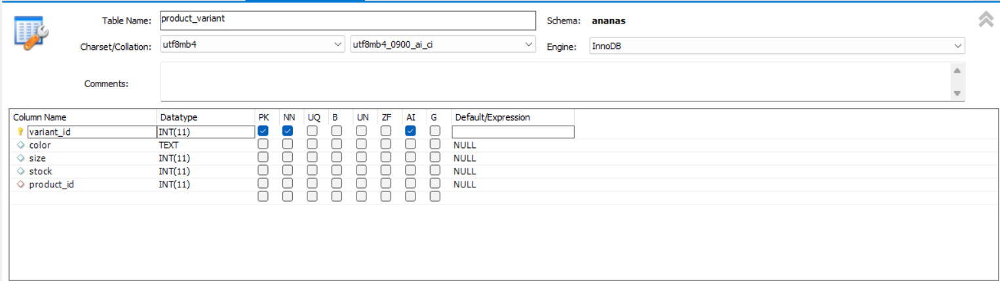 Table Name: product_variant Schema: ananas
Charset/Collation: utf8mb4 utf8mb4_0900_ai_ci Engine: InnoDB
Comments:
Column Name Datatype PK NN UQ B UN ZF AI G Default/Expression
variant_id INT(11)
color TEXT NULL
size INT(11) NULL
stock INT(11) NULL
product_id INT(11) NULL